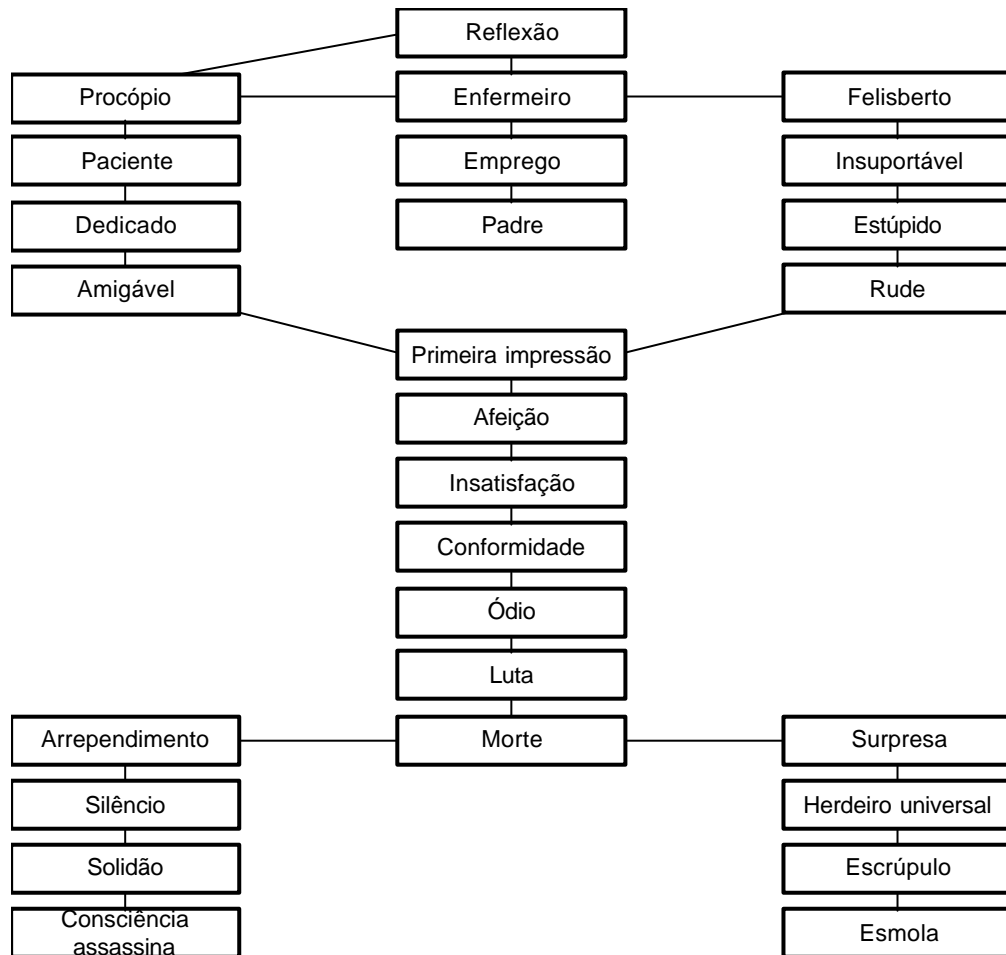 Reflexão
Procópio
Enfermeiro
Felisberto
Paciente
Emprego
Insuportável
Dedicado
Padre
Estúpido
Amigável
Rude
Primeira impressão
Afeição
Insatisfação
Conformidade
Ódio
Luta
Arrependimento
Morte
Surpresa
Silêncio
Herdeiro universal
Solidão
Escrúpulo
Consciência
assassina
Esmola